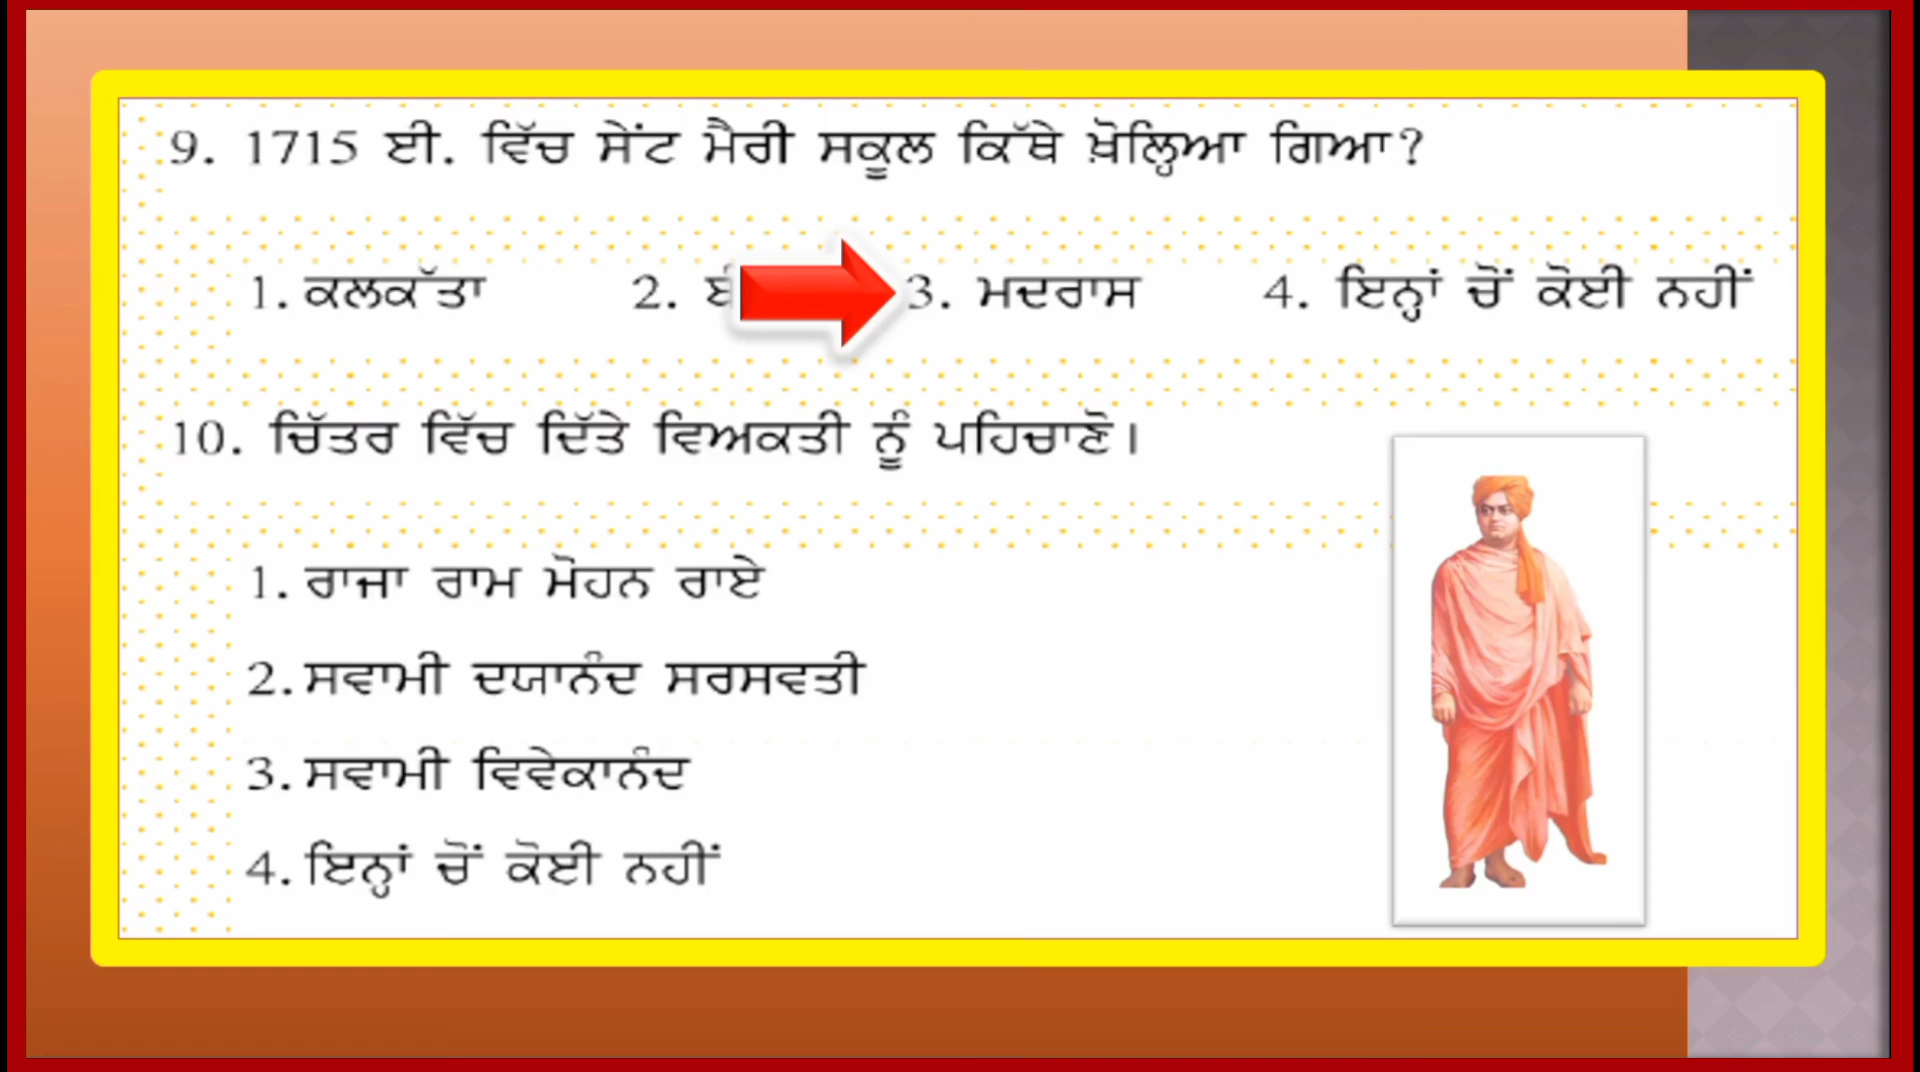 9. 1715 ਈ. ਵਿੱਚ ਸੇਂਟ ਮੈਰੀ ਸਕੂਲ ਕਿੱਥੇ ਖ਼ੋਲ੍ਹਿਆ ਗਿਆ?
1. ਕਲਕੱਤਾ 2. 3. ਮਦਰਾਸ 4. ਇਨ੍ਹਾਂ ਚੋਂ ਕੋਈ ਨਹੀਂ
10. ਚਿੱਤਰ ਵਿੱਚ ਦਿੱਤੇ ਵਿਅਕਤੀ ਨੂੰ ਪਹਿਚਾਣੋ।
1. ਰਾਜਾ ਰਾਮ ਮੋਹਨ ਰਾਏ
2. ਸਵਾਮੀ ਦਯਾਨੰਦ ਸਰਸਵਤੀ
3. ਸਵਾਮੀ ਵਿਵੇਕਾਨੰਦ
4. ਇਨ੍ਹਾਂ ਚੋਂ ਕੋਈ ਨਹੀਂ